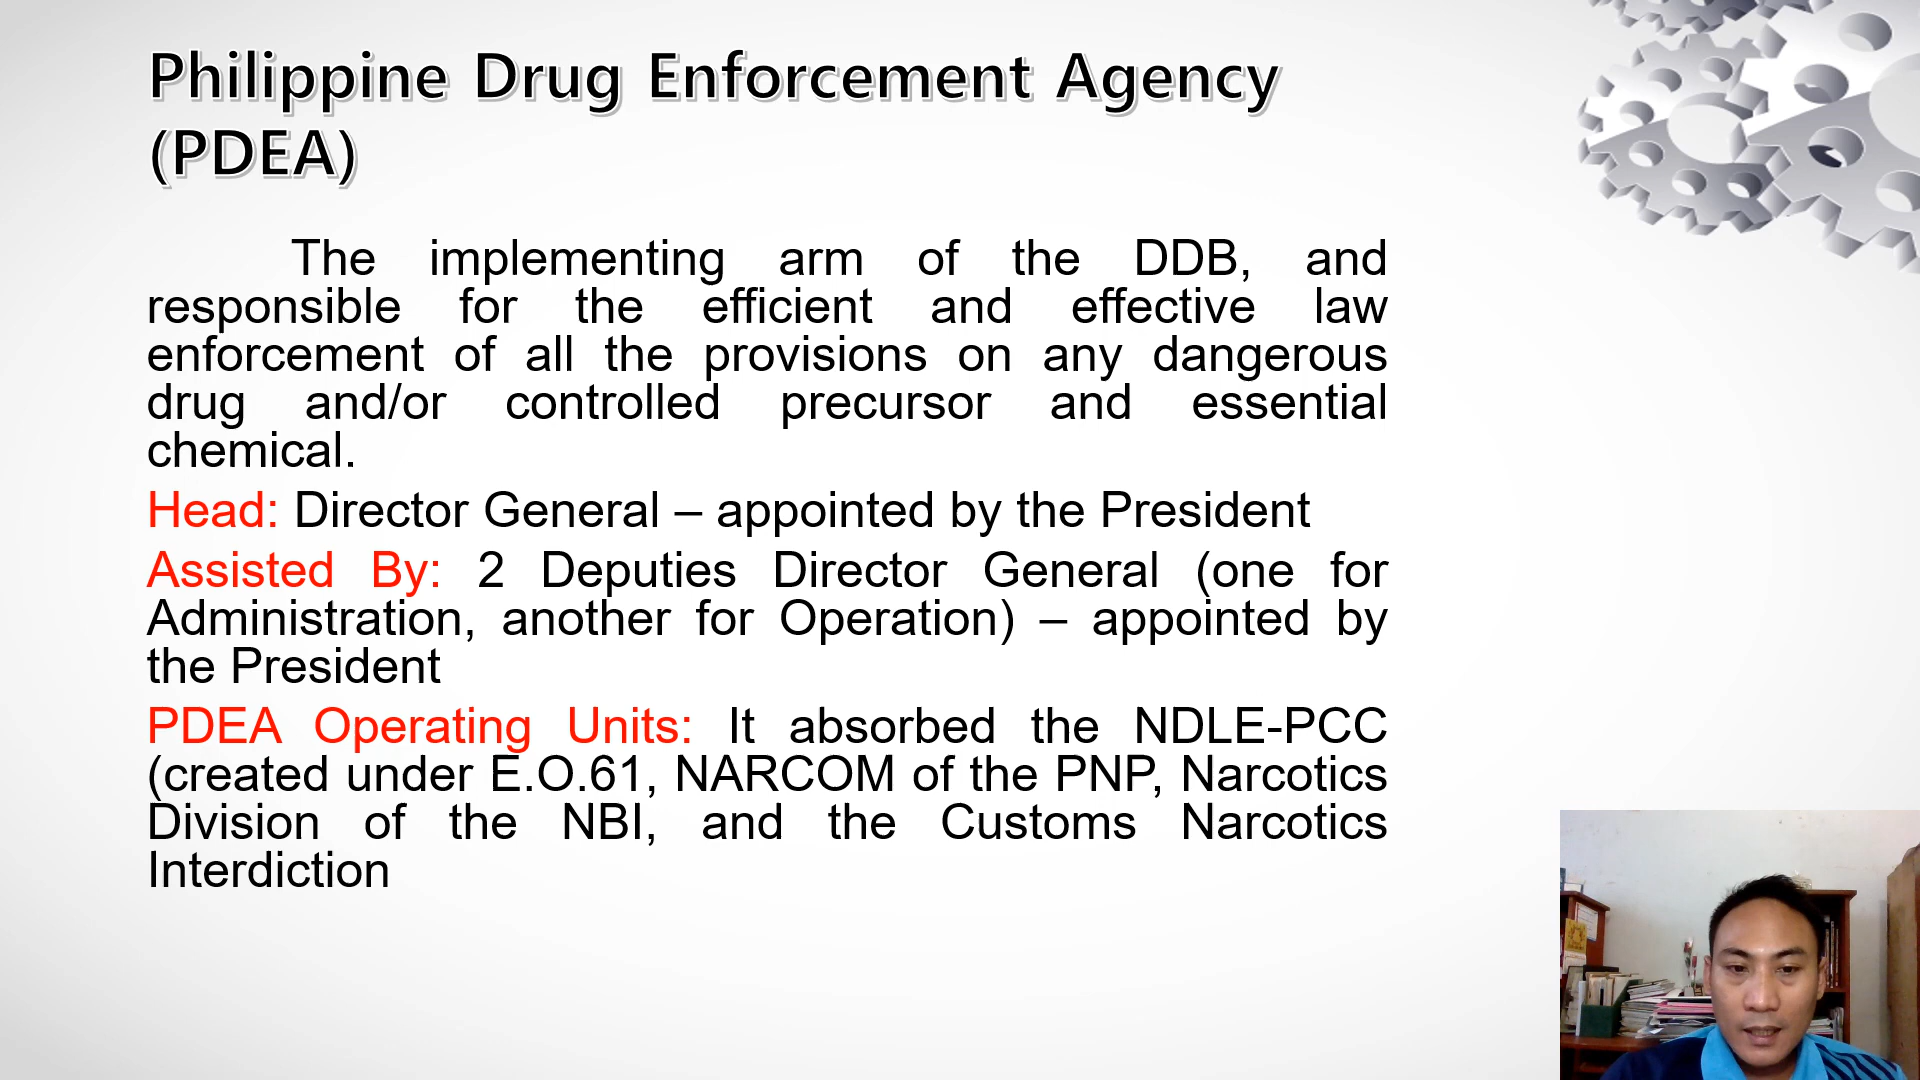 Philippine Drug Enforcement Agency
(PDEA)
The implementing arm of the DDB, and
responsible for the efficient and effective law
enforcement of all the provisions on any dangerous
drug and/or controlled precursor and essential
chemical.
Head: Director General – appointed by the President
Assisted By: 2 Deputies Director General (one for
Administration, another for Operation) – appointed by
the President
PDEA Operating Units: It absorbed the NDLE-PCC
(created under E.O.61, NARCOM of the PNP, Narcotics
Division of the NBI, and the Customs Narcotics
Interdiction